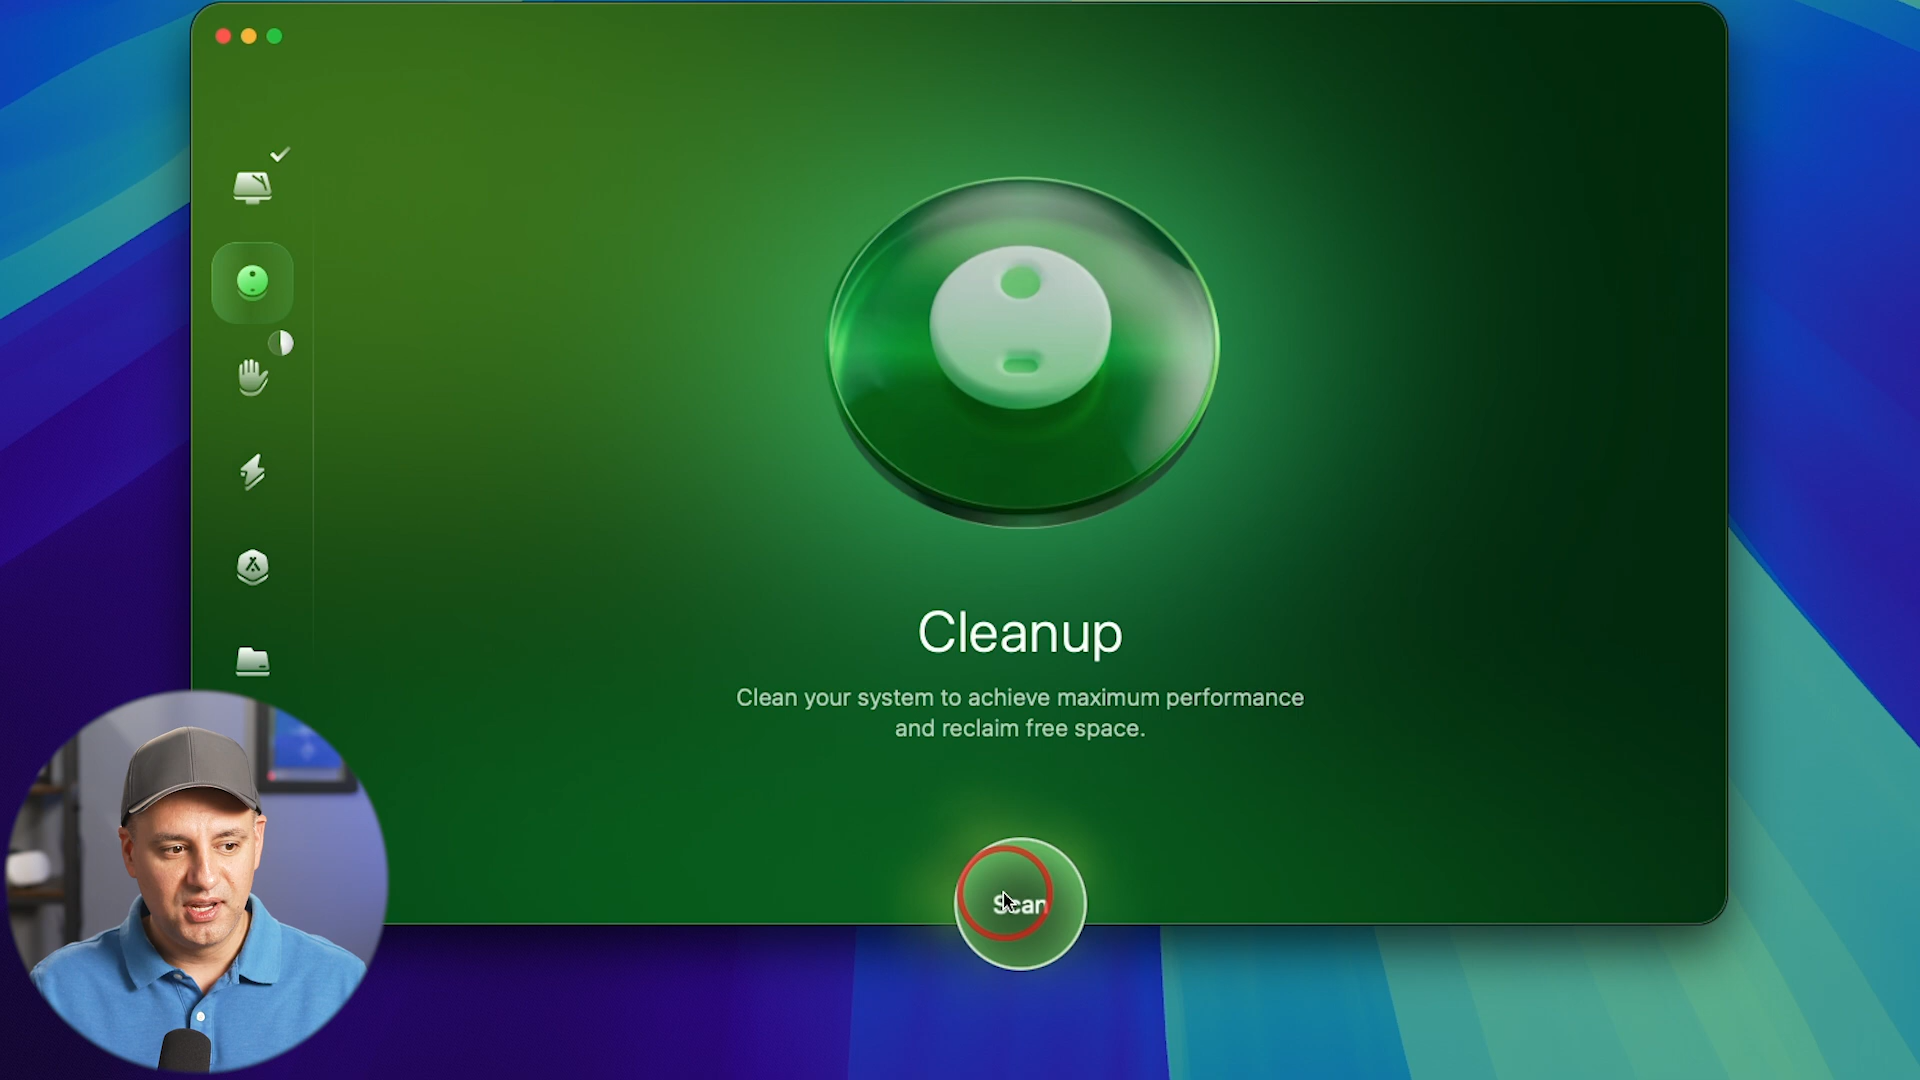 Cleanup
Clean your system to achieve maximum performance
and reclaim free space.
Scan